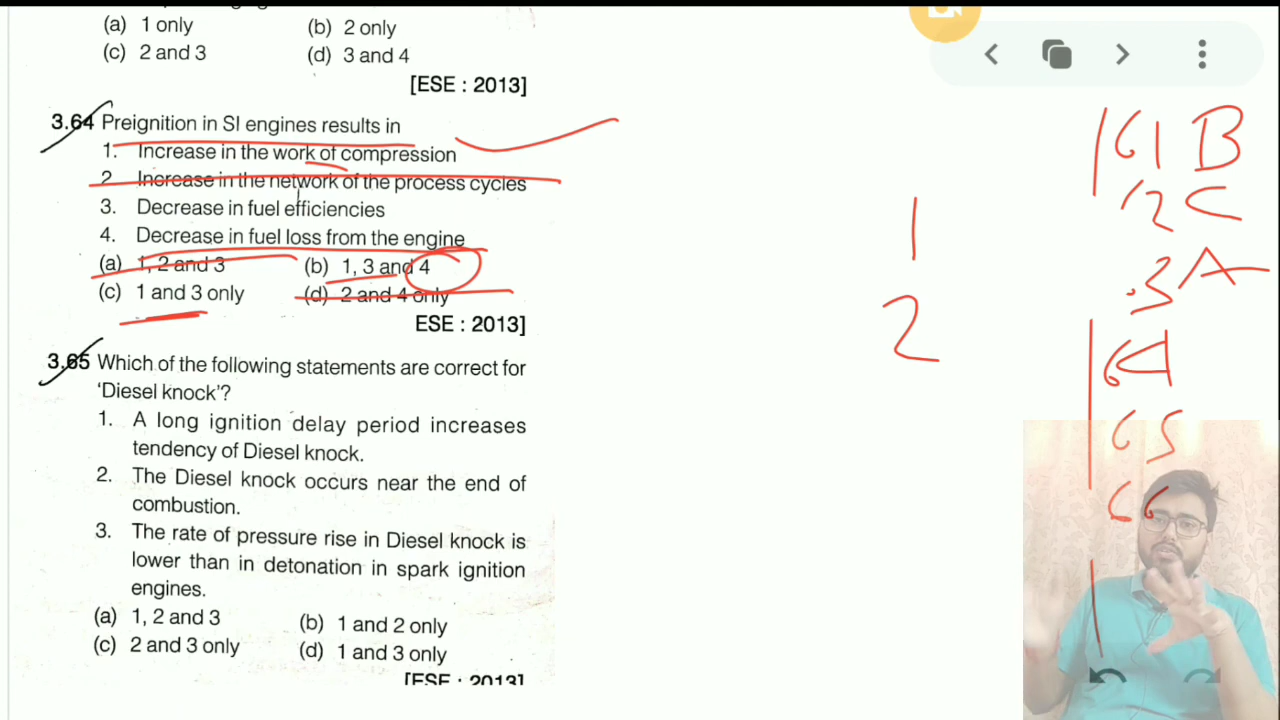 (a) 1 only (b) 2 only
(c) 2 and 3 (d) 3 and 4
[ESE : 2013]
3.64 Preignition in SI engines results in
1. Increase in the work of compression
2. Increase in the network of the process cycles
3. Decrease in fuel efficiencies
4. Decrease in fuel loss from the engine
(a) 1, 2 and 3 (b) 1, 3 and 4
(c) 1 and 3 only (d) 2 and 4 only
ESE : 2013]
3.65 Which of the following statements are correct for
'Diesel knock'?
1. A long ignition delay period increases
tendency of Diesel knock.
2. The Diesel knock occurs near the end of
combustion.
3. The rate of pressure rise in Diesel knock is
lower than in detonation in spark ignition
engines.
(a) 1, 2 and 3 (b) 1 and 2 only
(c) 2 and 3 only (d) 1 and 3 only
[ESE : 2013]
1
2
61 B
2 C
.3 A
64
65
66